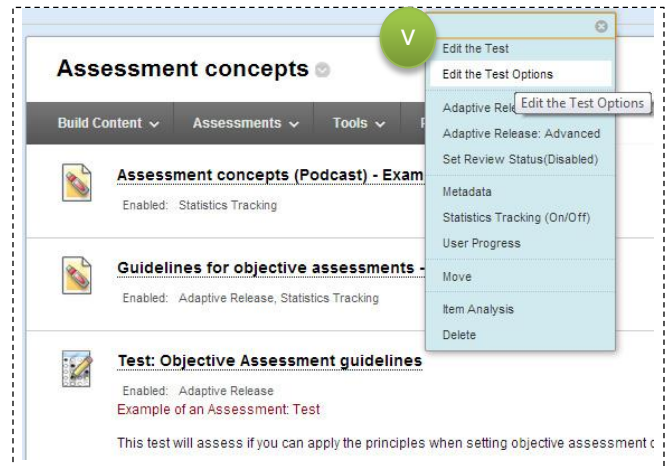 V
Edit the Test
Assessment concepts
Edit the Test Options
Edit the Test Options
Adaptive
Build Content
Assessments
Tools
Adaptive Release: Advanced
Set Review Status(Disabled)
Assessment concepts (Podcast) -
Enabled: Statistics Tracking
Metadata
Statistics Tracking (On/Off)
User Progress
Guidelines for objective assessments -
Enabled: Adaptive Release, Statistics Tracking
Move
Item Analysis
Delete
Test: Objective Assessment guidelines
Enabled: Adaptive Release
Example of an Assessment: Test
This test will assess if you can apply the principles when setting objective assessment